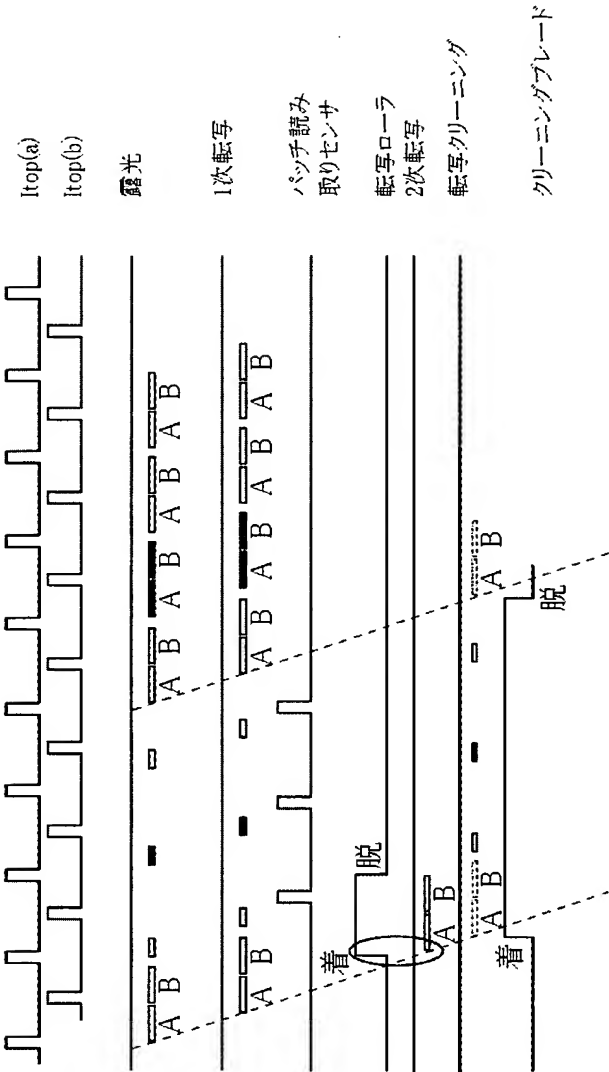 Itop(a)
Itop(b)
露光
A B A B A B A B A B
1次転写
A B A B A B A B A B
パッチ読み
取りセンサ
転写ローラ
着 脱
2次転写
A B
転写クリーニング
A B A B
クリーニングブレード
着 脱